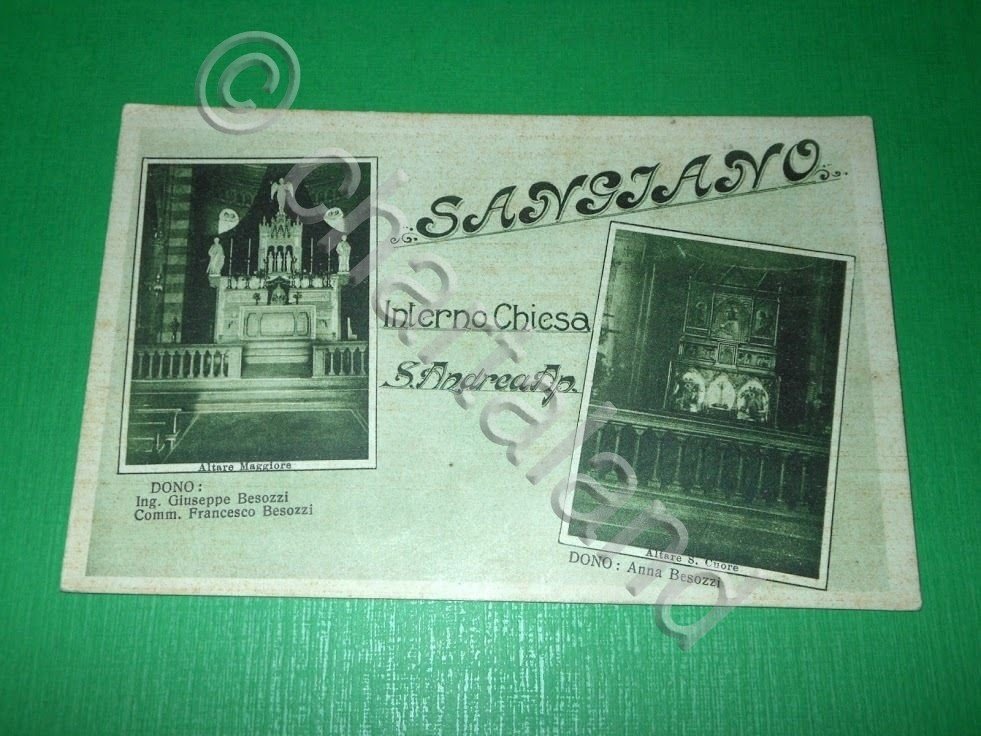 SANGIANO
Interno Chiesa
S. Andrea Ap.
Altare Maggiore
DONO:
Ing. Giuseppe Besozzi
Comm. Francesco Besozzi
Altare S. Cuore
DONO: Anna Besozzi
© chartaland